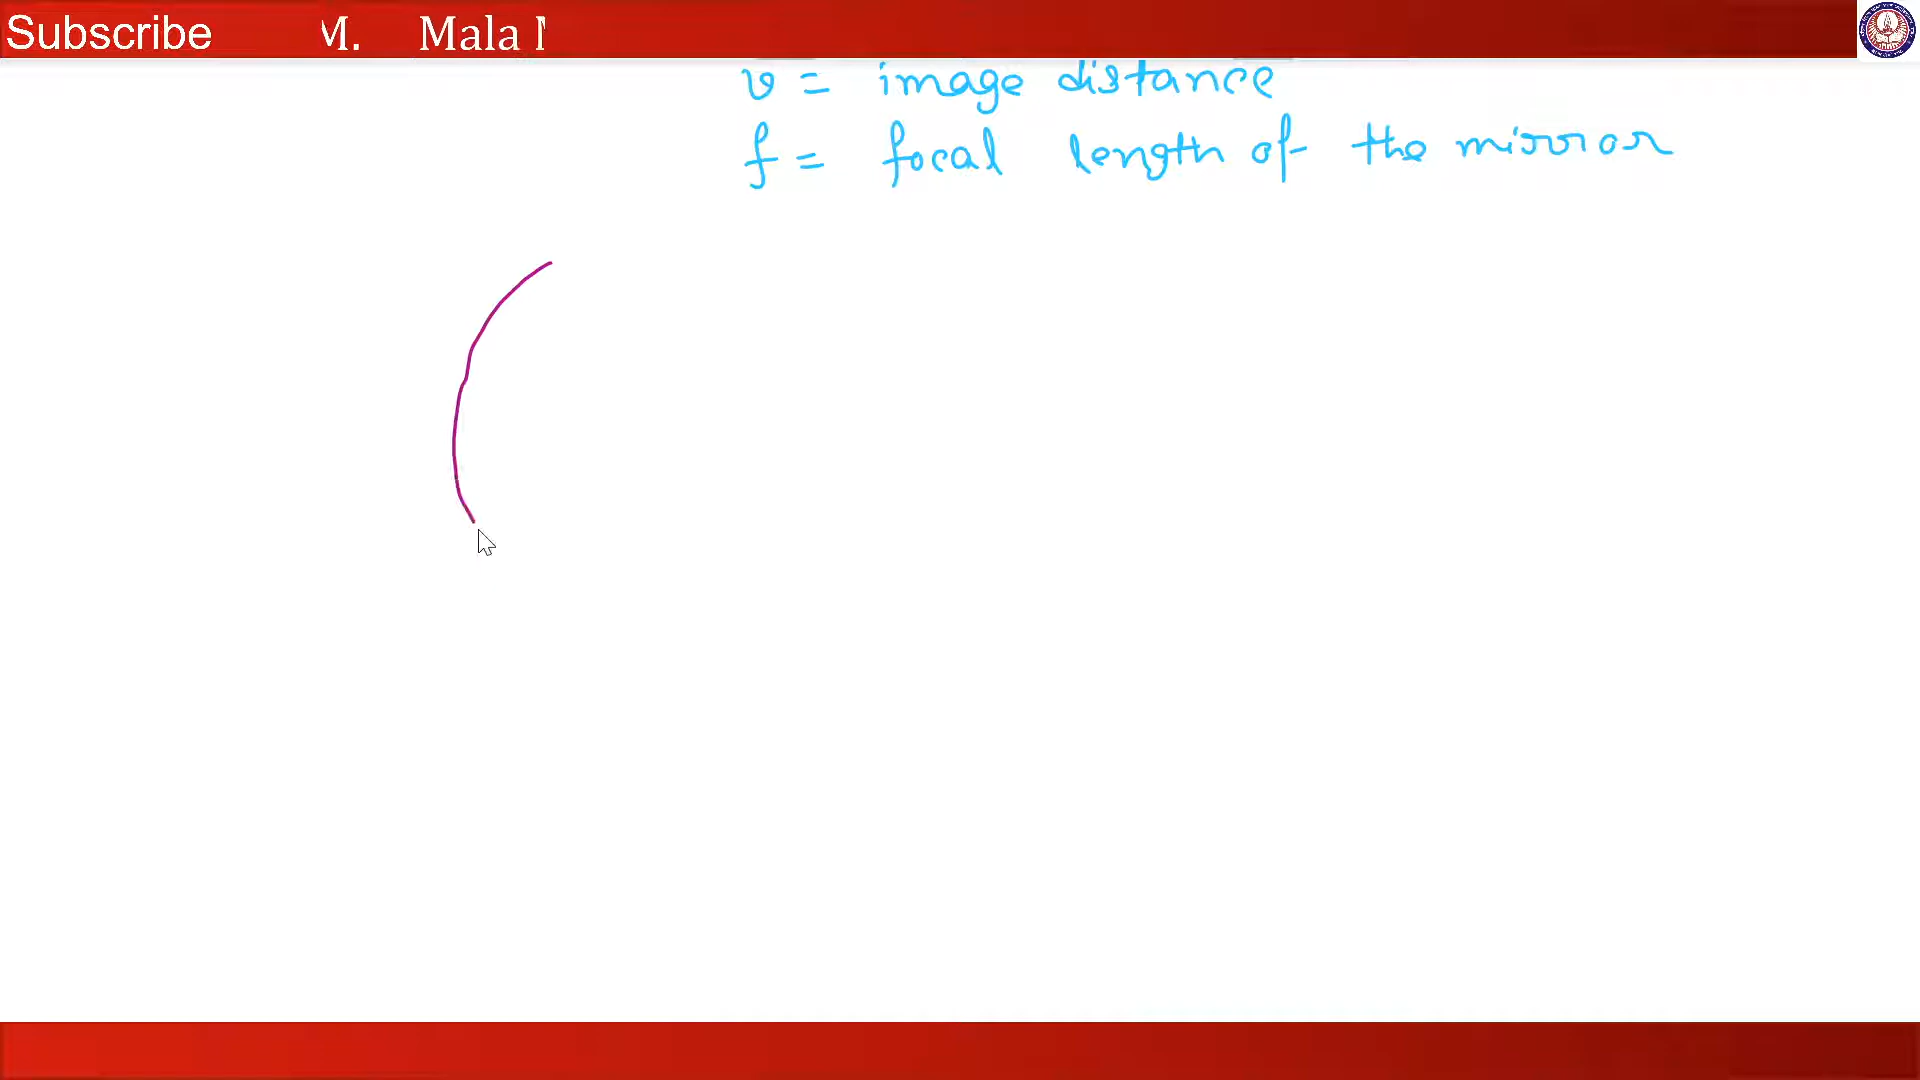 Subscribe M. Mala
v = image distance
f = focal length of the mirror